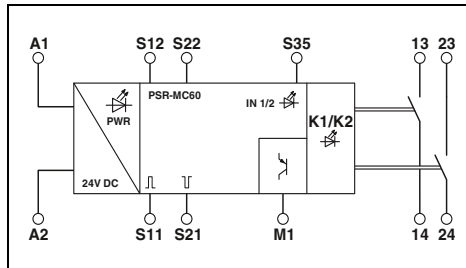 A1 S12 S22 S35 13 23
PSR-MC60
IN 1/2
K1/K2
PWR
24V DC
A2 S11 S21 M1 14 24